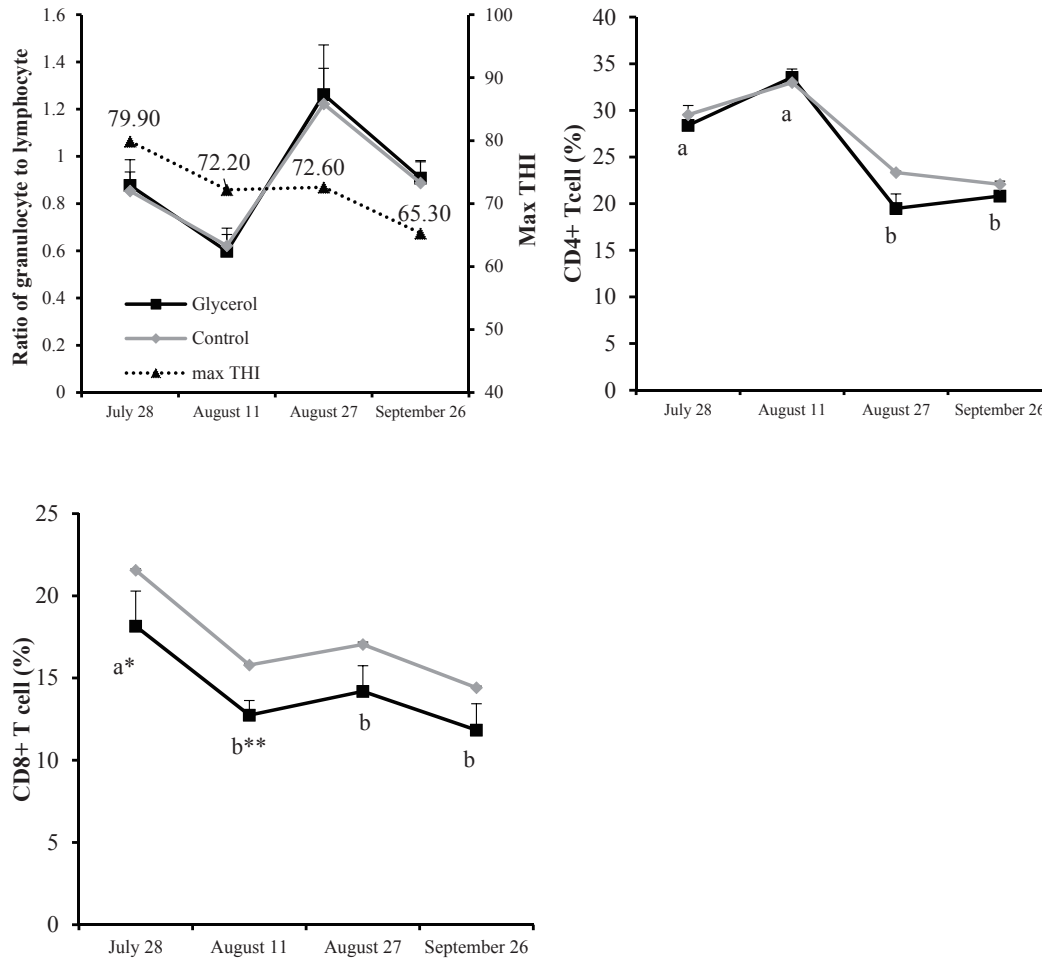 Ratio of granulocyte to lymphocyte
1.6
1.4
1.2
1
0.8
0.6
0.4
0.2
0
100
90
80
70
60
50
40
Max THI
79.90
72.20
72.60
65.30
Glycerol
Control
max THI
July 28
August 11
August 27
September 26
CD4+ Tcell (%)
40
35
30
25
20
15
10
5
0
a
a
b
b
July 28
August 11
August 27
September 26
CD8+ T cell (%)
25
20
15
10
5
0
a*
b**
b
b
July 28
August 11
August 27
September 26